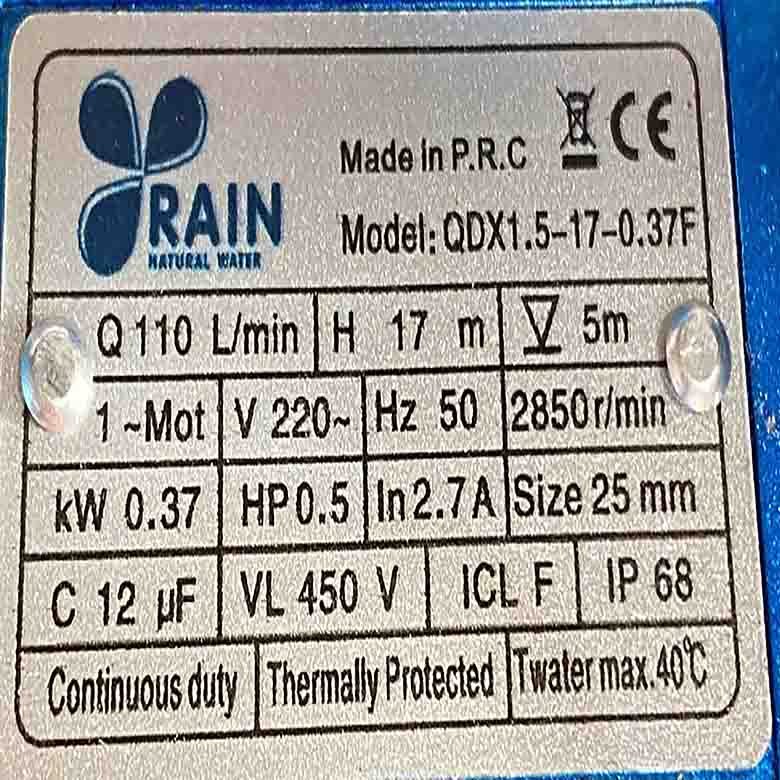 RAIN
NATURAL WATER
Made in P.R.C CE
Model: QDX1.5-17-0.37F
Q 110 L/min H 17 m 5m
1 ~Mot V 220~ Hz 50 2850r/min
kW 0.37 HP 0.5 In 2.7 A Size 25 mm
C 12 µF VL 450 V ICL F IP 68
Continuous duty Thermally Protected Twater max.40℃